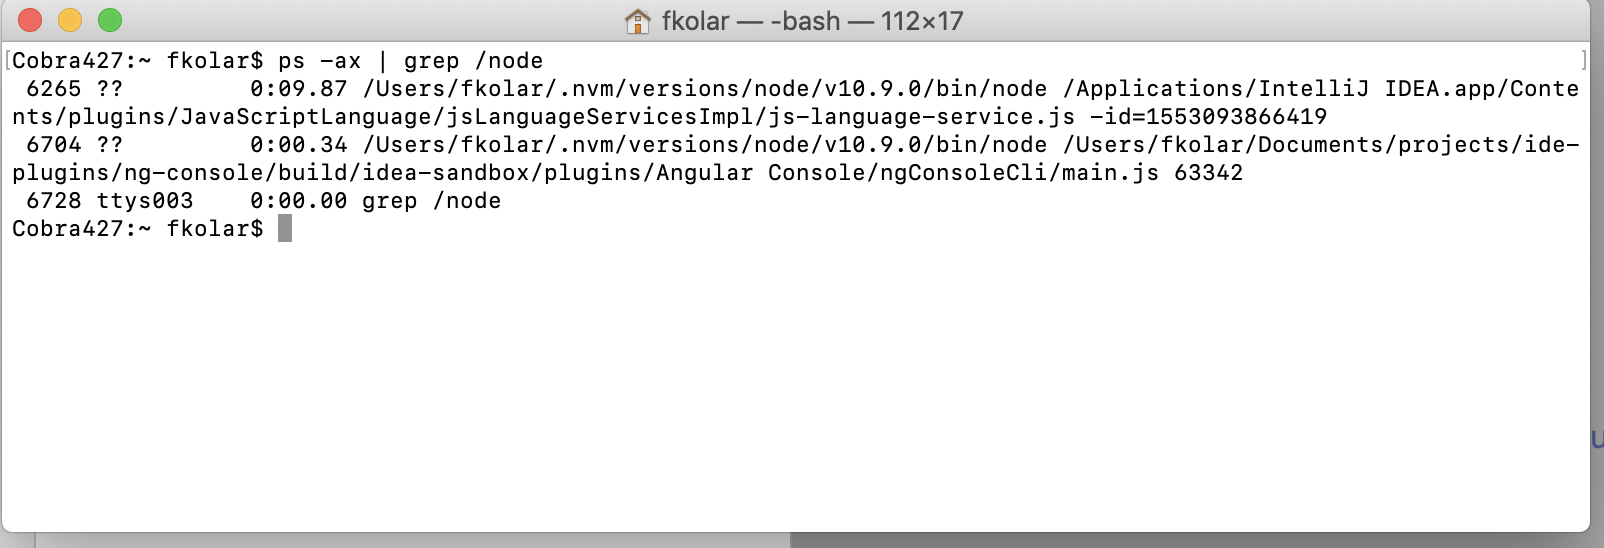 fkolar — -bash — 112×17
[Cobra427:~ fkolar$ ps -ax | grep /node ]
 6265 ??         0:09.87 /Users/fkolar/.nvm/versions/node/v10.9.0/bin/node /Applications/IntelliJ IDEA.app/Conte
nts/plugins/JavaScriptLanguage/jsLanguageServicesImpl/js-language-service.js -id=1553093866419
 6704 ??         0:00.34 /Users/fkolar/.nvm/versions/node/v10.9.0/bin/node /Users/fkolar/Documents/projects/ide-
plugins/ng-console/build/idea-sandbox/plugins/Angular Console/ngConsoleCli/main.js 63342
 6728 ttys003    0:00.00 grep /node
Cobra427:~ fkolar$